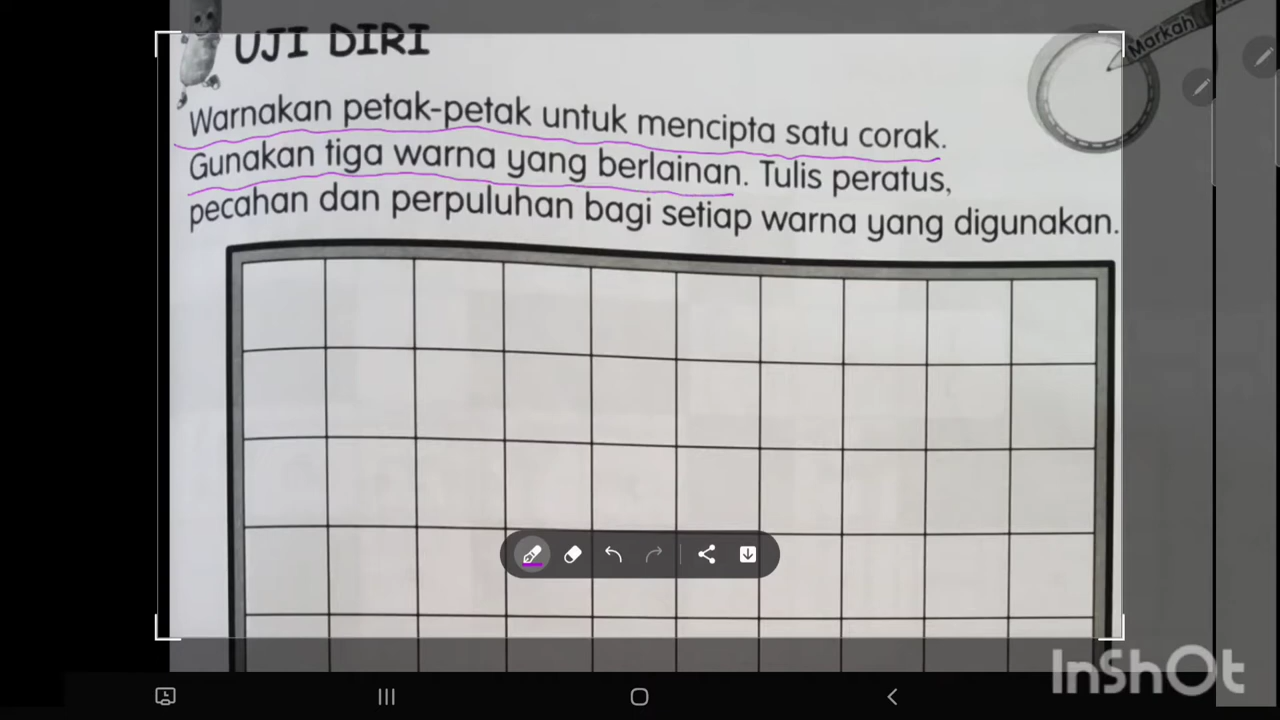 UJI DIRI
Markah
Warnakan petak-petak untuk mencipta satu corak.
Gunakan tiga warna yang berlainan. Tulis peratus,
pecahan dan perpuluhan bagi setiap warna yang digunakan.
InShOt